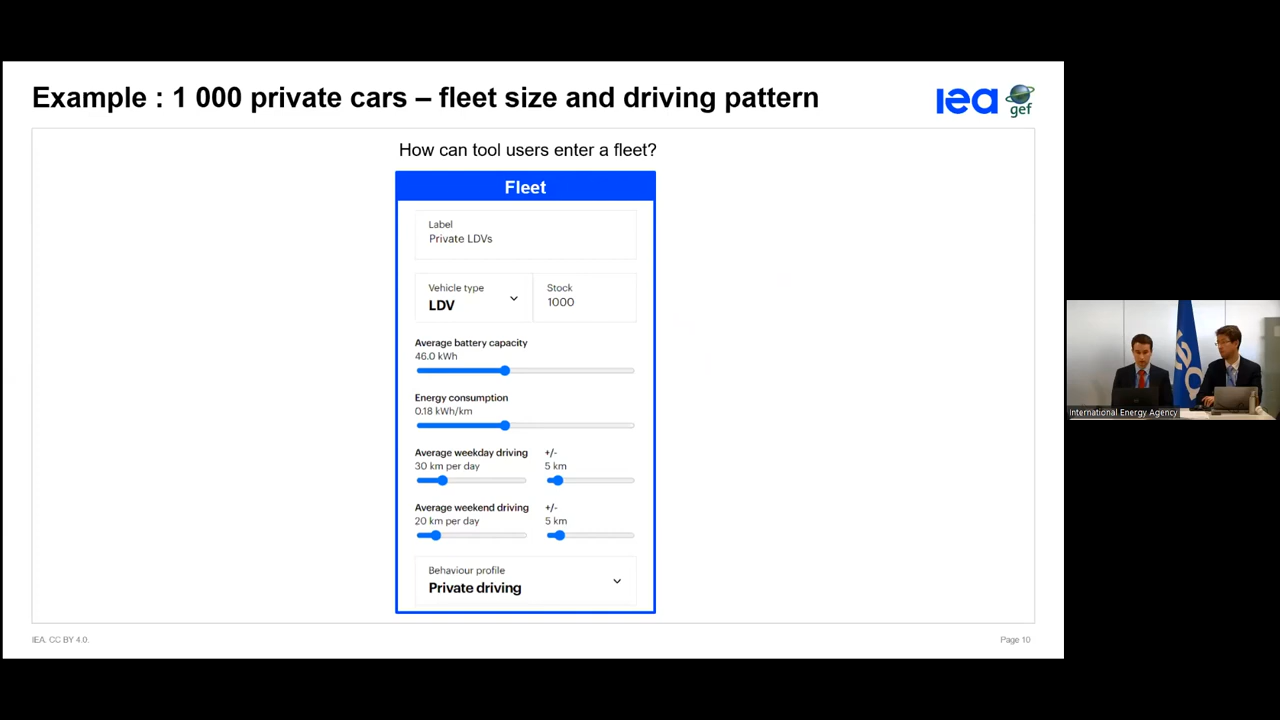 Example : 1 000 private cars – fleet size and driving pattern
iea
gef
How can tool users enter a fleet?
Fleet
Label
Private LDVs
Vehicle type
LDV
Stock
1000
Average battery capacity
46.0 kWh
Energy consumption
0.18 kWh/km
Average weekday driving
30 km per day
+/-
5 km
Average weekend driving
20 km per day
+/-
5 km
Behaviour profile
Private driving
IEA. CC BY 4.0.
Page 10
iea
International Energy Agency